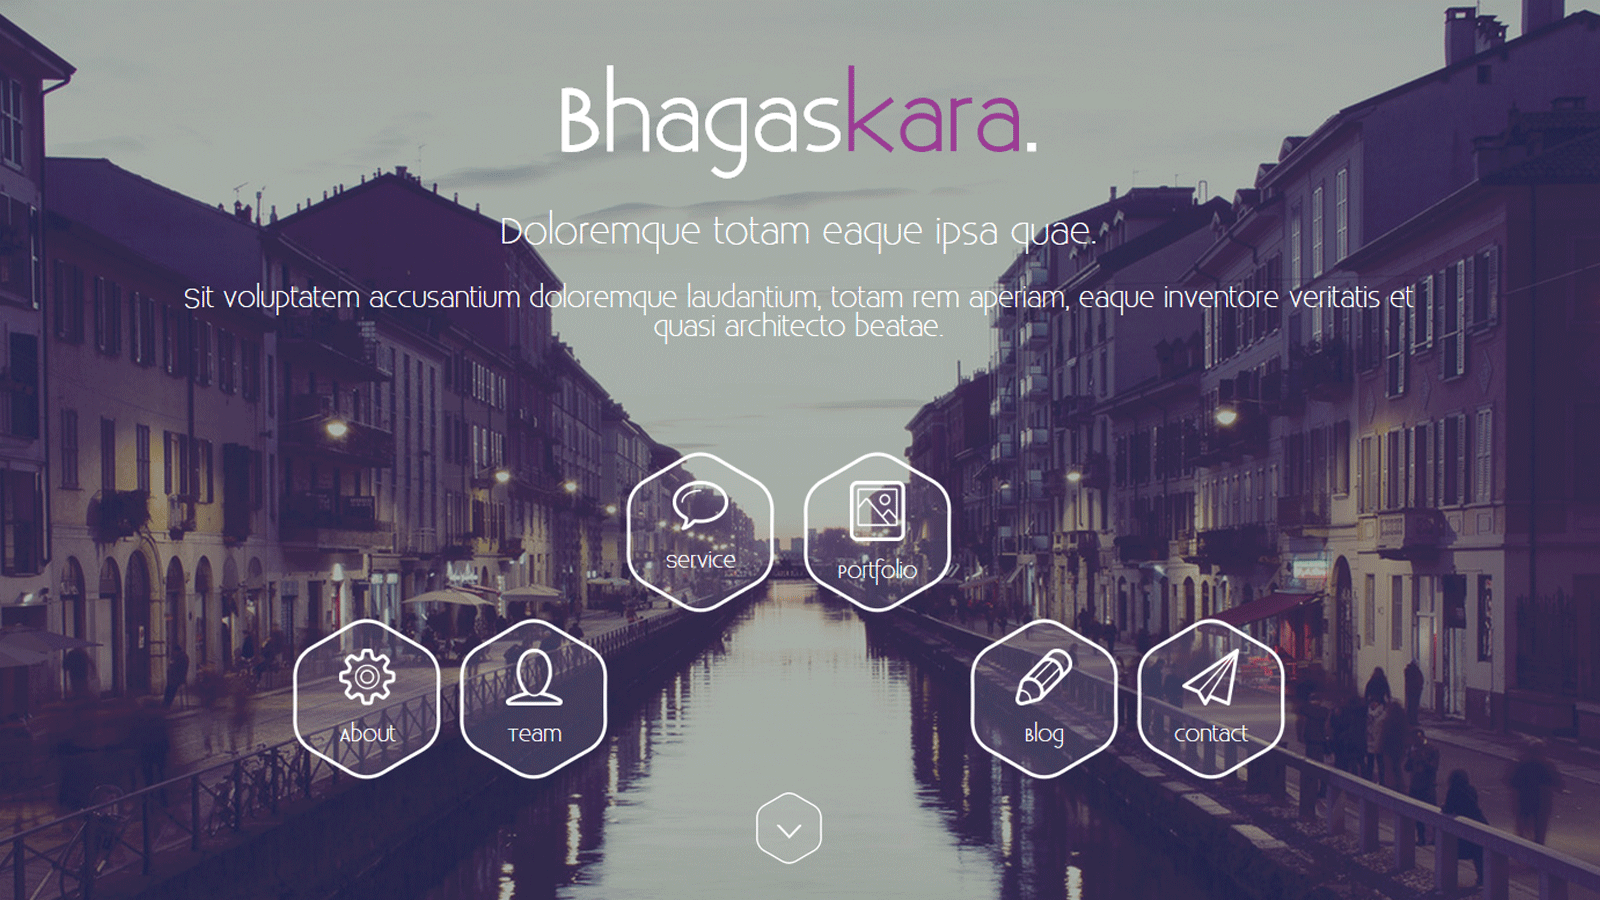 Bhagaskara.
Doloremque totam eaque ipsa quae.
Sit voluptatem accusantium doloremque laudantium, totam rem aperiam, eaque inventore veritatis et
quasi architecto beatae.
Service
Portfolio
About
Team
Blog
Contact